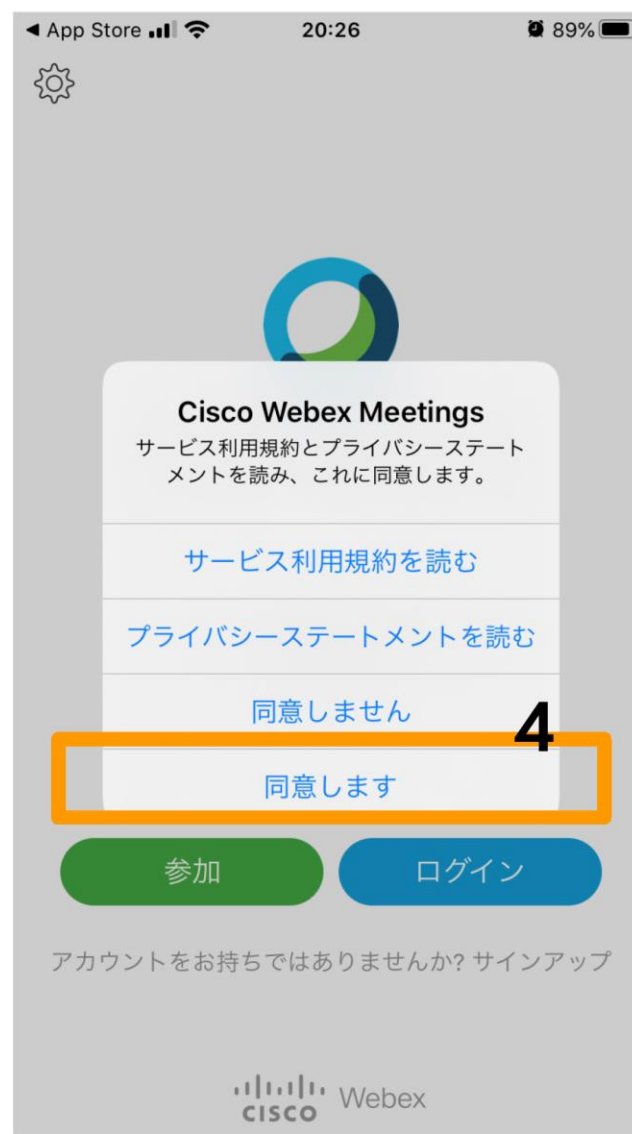 ◀ App Store 20:26 89%
Cisco Webex Meetings
サービス利用規約とプライバシーステート
メントを読み、これに同意します。
サービス利用規約を読む
プライバシーステートメントを読む
同意しません
4
同意します
参加 ログイン
アカウントをお持ちではありませんか? サインアップ
CISCO Webex